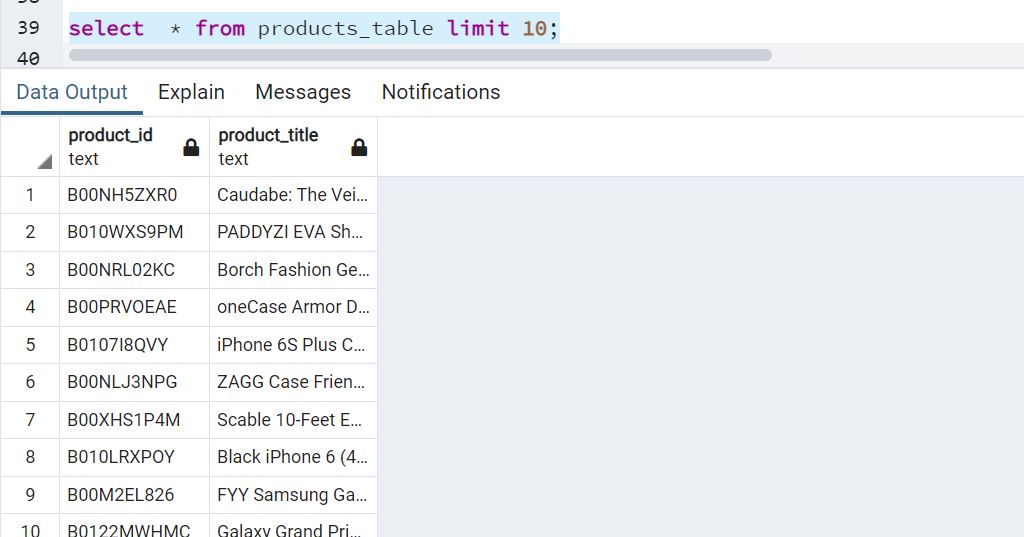 39 select * from products_table limit 10;
40
Data Output Explain Messages Notifications
product_id product_title
text text
1 B00NH5ZXR0 Caudabe: The Vei...
2 B010WXS9PM PADDYZI EVA Sh...
3 B00NRL02KC Borch Fashion Ge...
4 B00PRVOEAE oneCase Armor D...
5 B0107I8QVY iPhone 6S Plus C...
6 B00NLJ3NPG ZAGG Case Frien...
7 B00XHS1P4M Scable 10-Feet E...
8 B010LRXPOY Black iPhone 6 (4...
9 B00M2EL826 FYY Samsung Ga...
10 B0122MWHMC Galaxy Grand Pri...